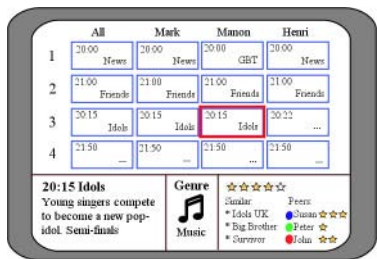 All Mark Manon Henri
1 20:00 News 20:00 News 20:00 GBT 20:00 News
2 21:00 Friends 21:00 Friends 21:00 Friends 21:00 Friends
3 20:15 Idols 20:15 Idols 20:15 Idols 20:22 ...
4 21:50 ... 21:50 ... 21:50 ... 21:50 ...
20:15 Idols
Young singers compete
to become a new pop-
idol. Semi-finals
Genre
Music
Similar:
* Idols UK
* Big Brother
* Survivor
Peers:
Susan
Peter
John